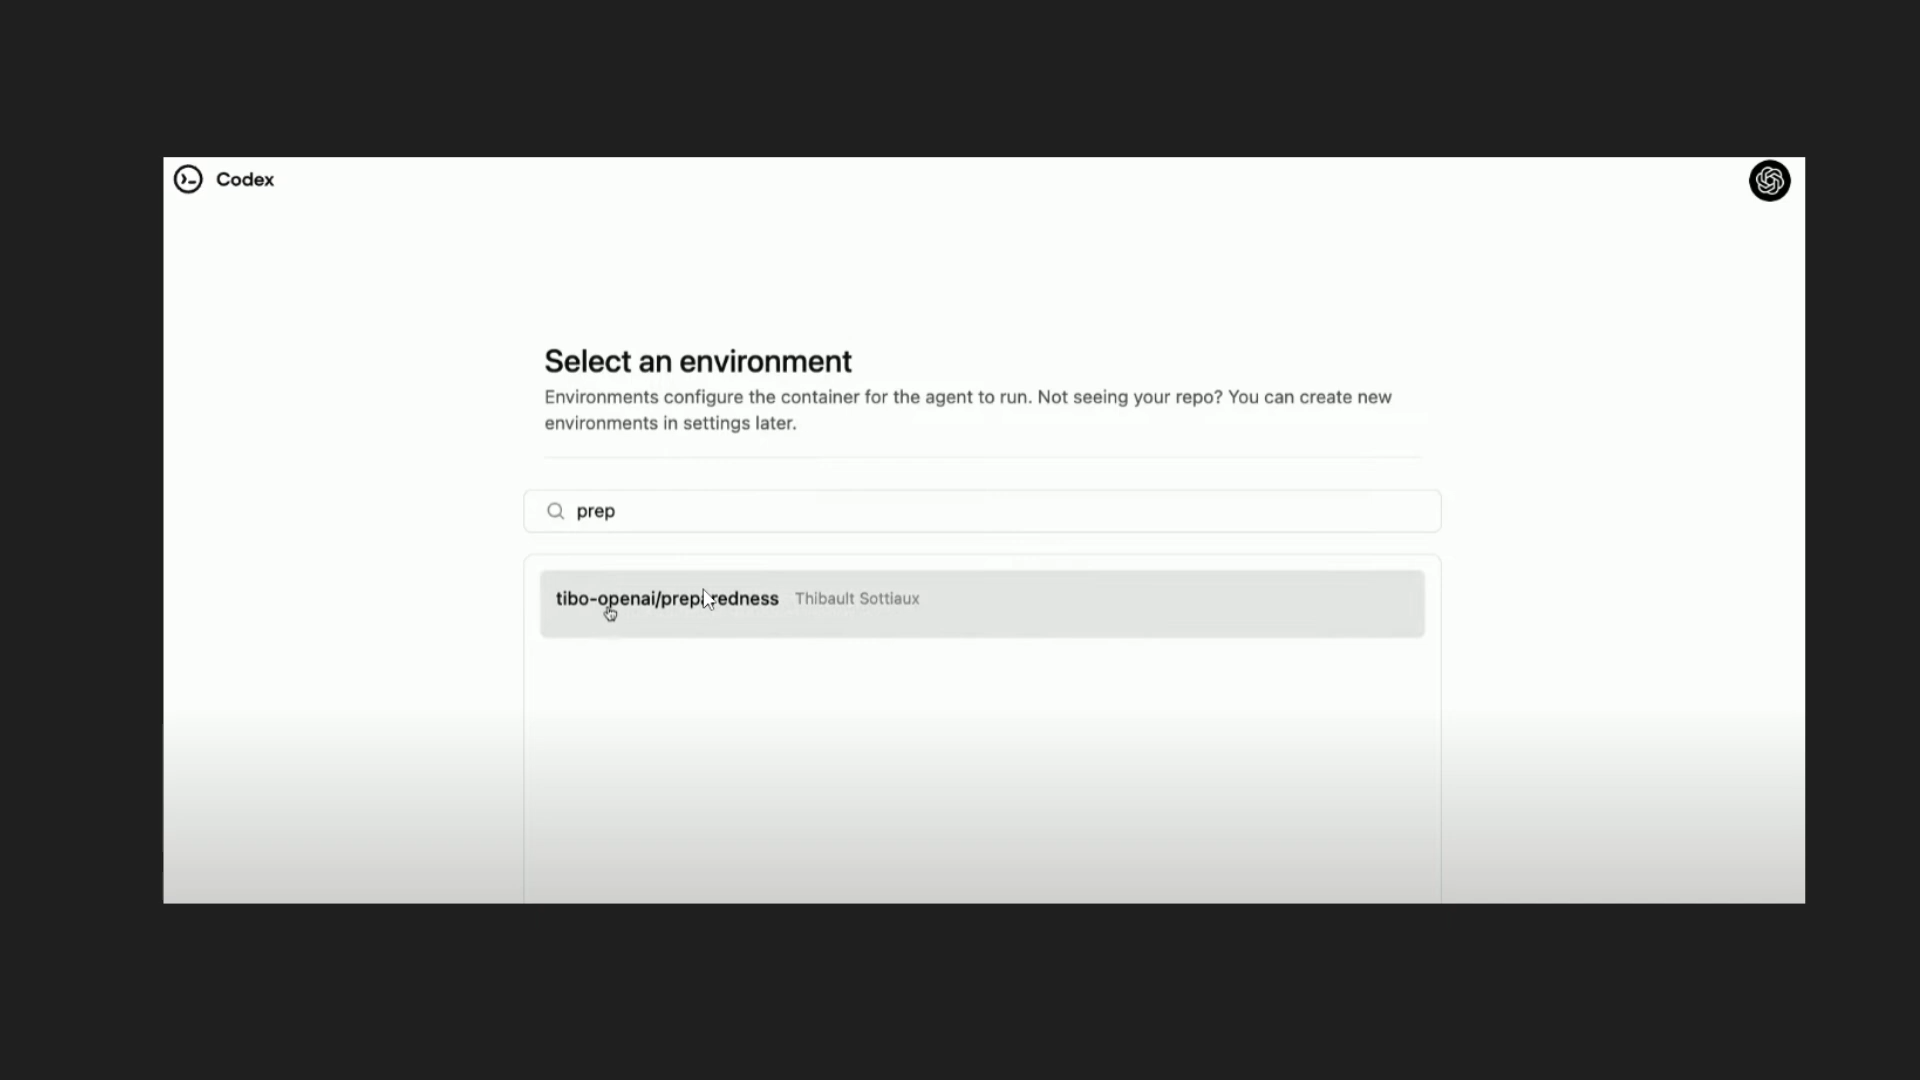 Codex
Select an environment
Environments configure the container for the agent to run. Not seeing your repo? You can create new
environments in settings later.
prep
tibo-openai/preparedness Thibault Sottiaux